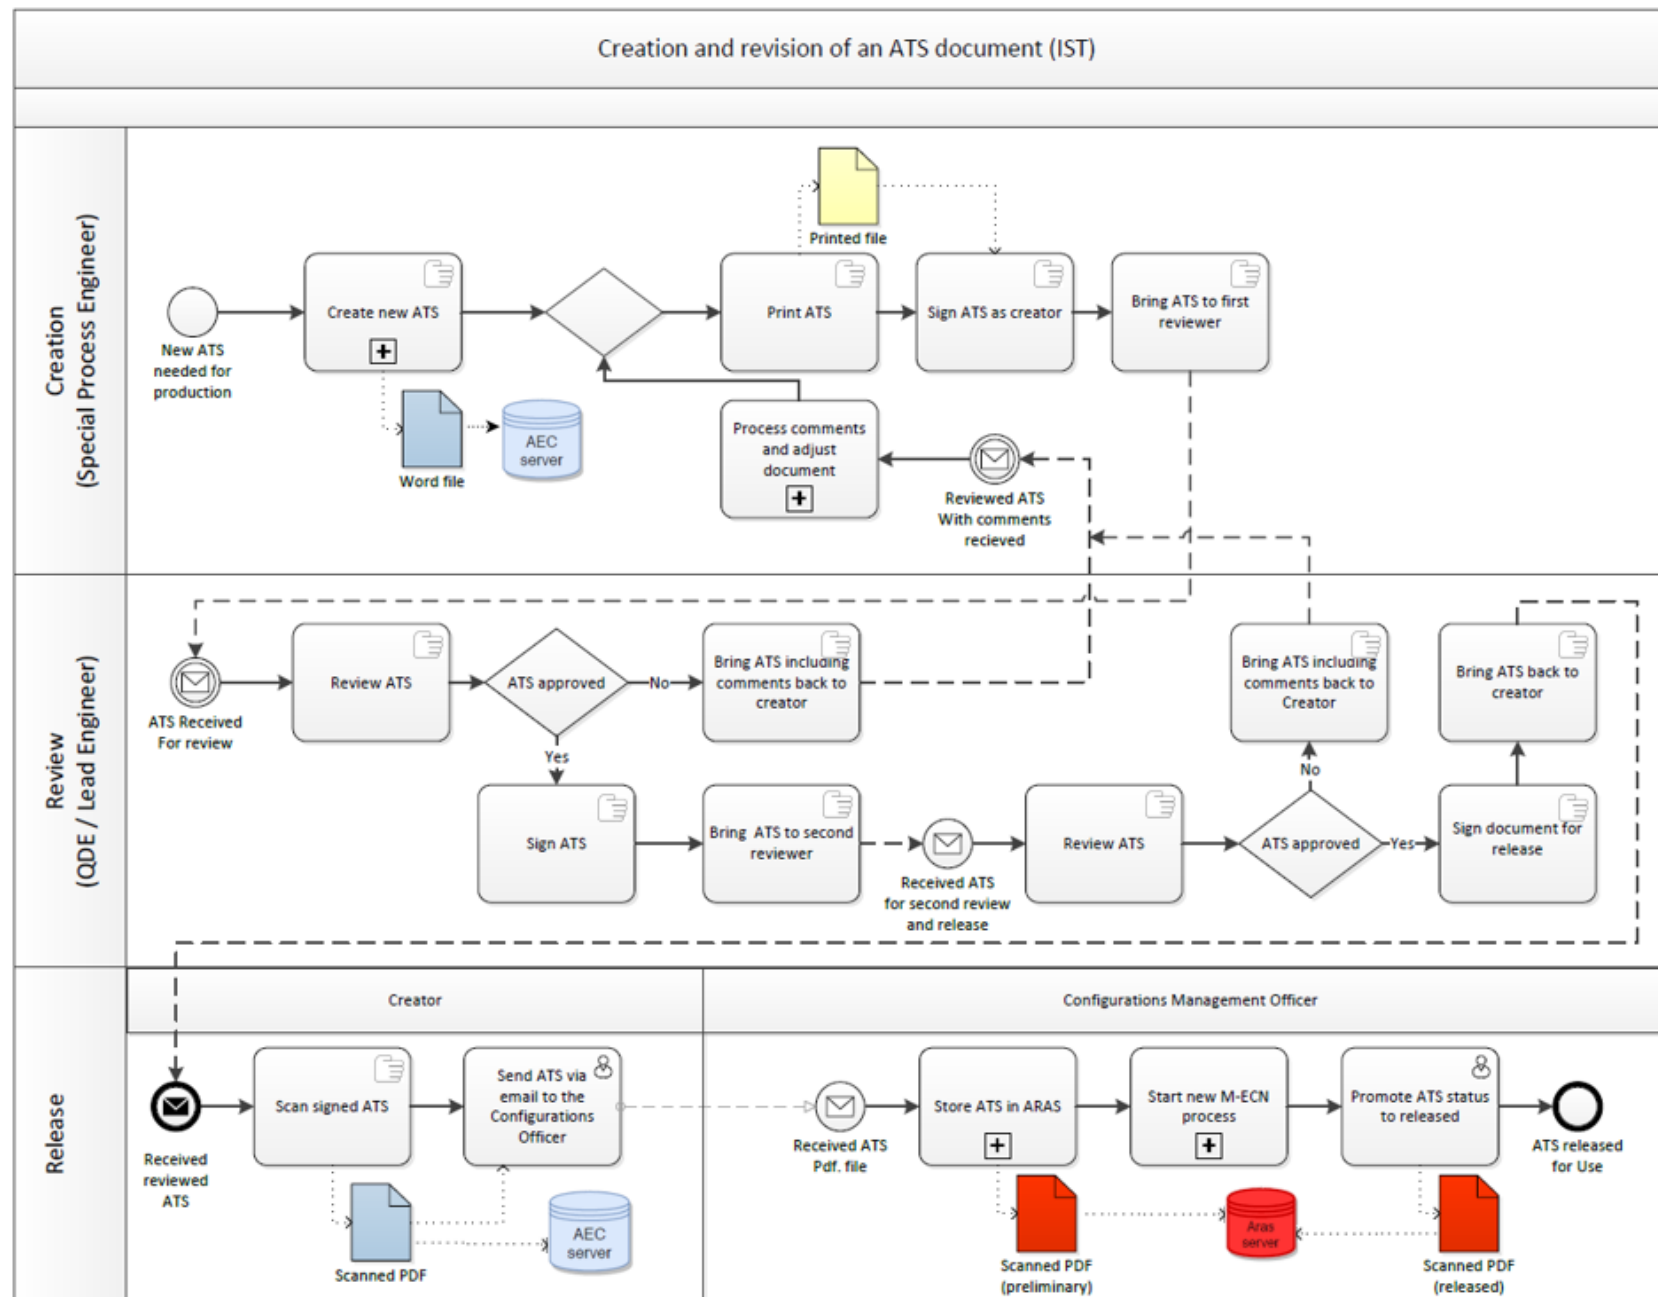 Creation and revision of an ATS document (IST)
Creation
(Special Process Engineer)
Printed file
New ATS
needed for
production
Create new ATS
Print ATS
Sign ATS as creator
Bring ATS to first
reviewer
Word file
AEC
server
Process comments
and adjust
document
Reviewed ATS
With comments
recieved
Review
(QDE / Lead Engineer)
ATS Received
For review
Review ATS
ATS approved
No
Bring ATS including
comments back to
creator
Yes
Sign ATS
Bring  ATS to second
reviewer
Received ATS
for second review
and release
Review ATS
ATS approved
No
Bring ATS including
comments back to
Creator
Yes
Sign document for
release
Bring ATS back to
creator
Release
Creator
Configurations Management Officer
Received
reviewed
ATS
Scan signed ATS
Send ATS via
email to the
Configurations
Officer
Scanned PDF
AEC
server
Received ATS
Pdf. file
Store ATS in ARAS
Start new M-ECN
process
Promote ATS status
to released
ATS released
for Use
Scanned PDF
(preliminary)
Aras
server
Scanned PDF
(released)